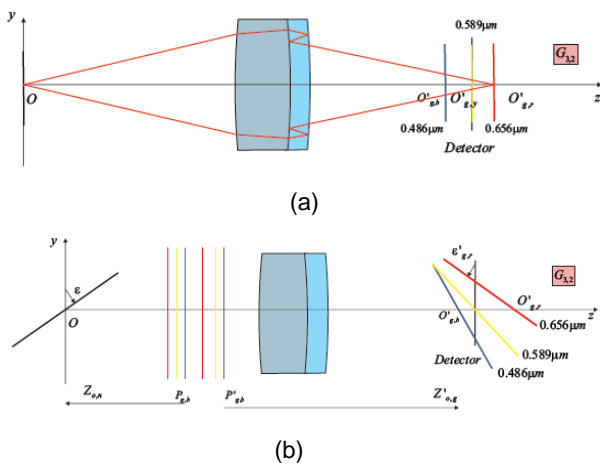 y
0.589μm
G3,2
O
O'g,b
O'g,y
O'g,r
z
0.486μm
0.656μm
Detector
(a)
y
ε
ε'g,r
G3,2
O
O'g,b
O'g,r
z
0.656μm
Detector
0.589μm
0.486μm
Zo,n
Pg,b
P'g,b
Z'o,g
(b)